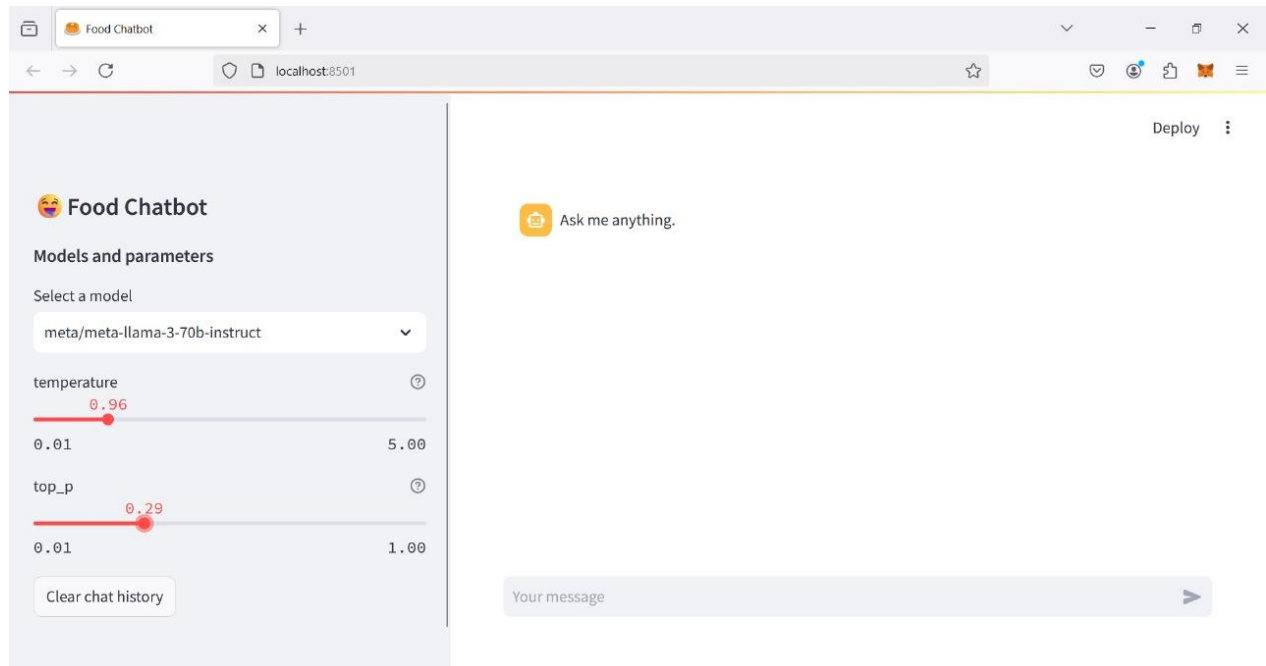 Food Chatbot
localhost:8501
Deploy
Food Chatbot
Models and parameters
Select a model
meta/meta-llama-3-70b-instruct
temperature
0.96
0.01 5.00
top_p
0.29
0.01 1.00
Clear chat history
Ask me anything.
Your message